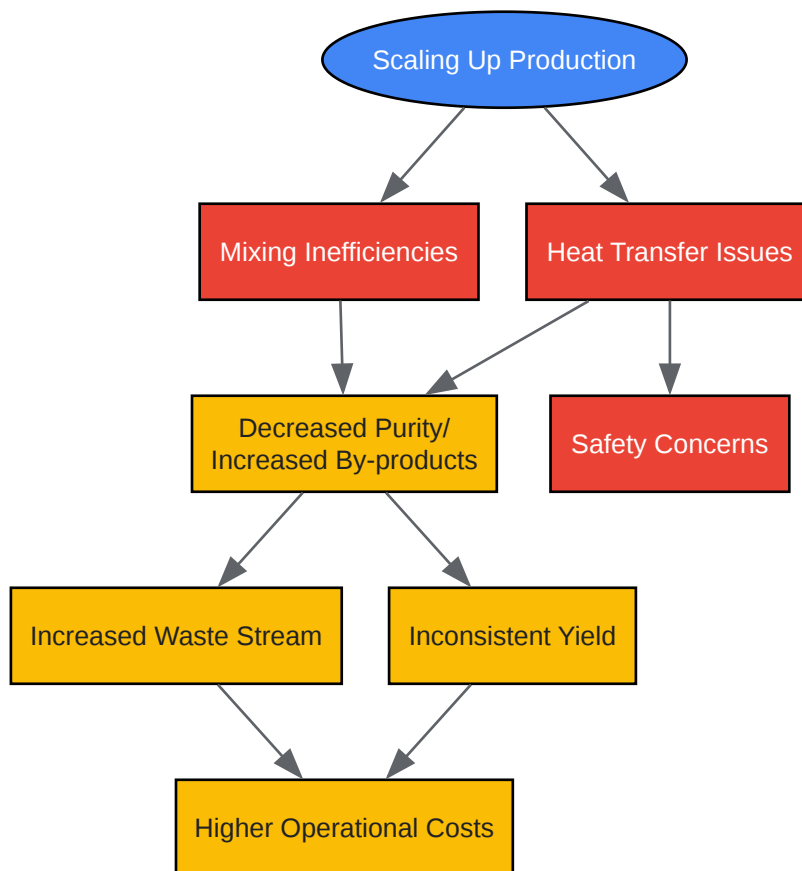 Scaling Up Production
Mixing Inefficiencies
Heat Transfer Issues
Decreased Purity/
Increased By-products
Safety Concerns
Increased Waste Stream
Inconsistent Yield
Higher Operational Costs